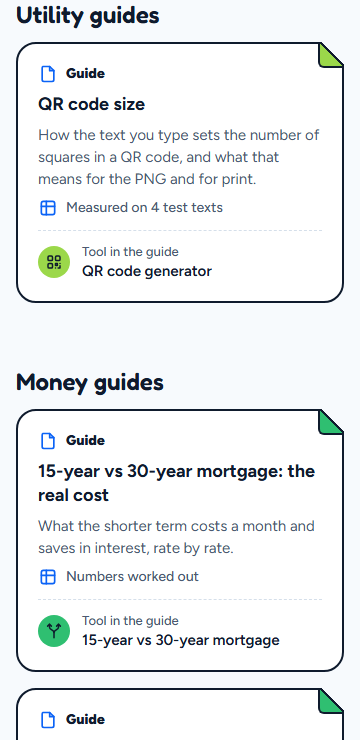 Utility guides
Guide
QR code size
How the text you type sets the number of
squares in a QR code, and what that
means for the PNG and for print.
Measured on 4 test texts
Tool in the guide
QR code generator
Money guides
Guide
15-year vs 30-year mortgage: the
real cost
What the shorter term costs a month and
saves in interest, rate by rate.
Numbers worked out
Tool in the guide
15-year vs 30-year mortgage
Guide